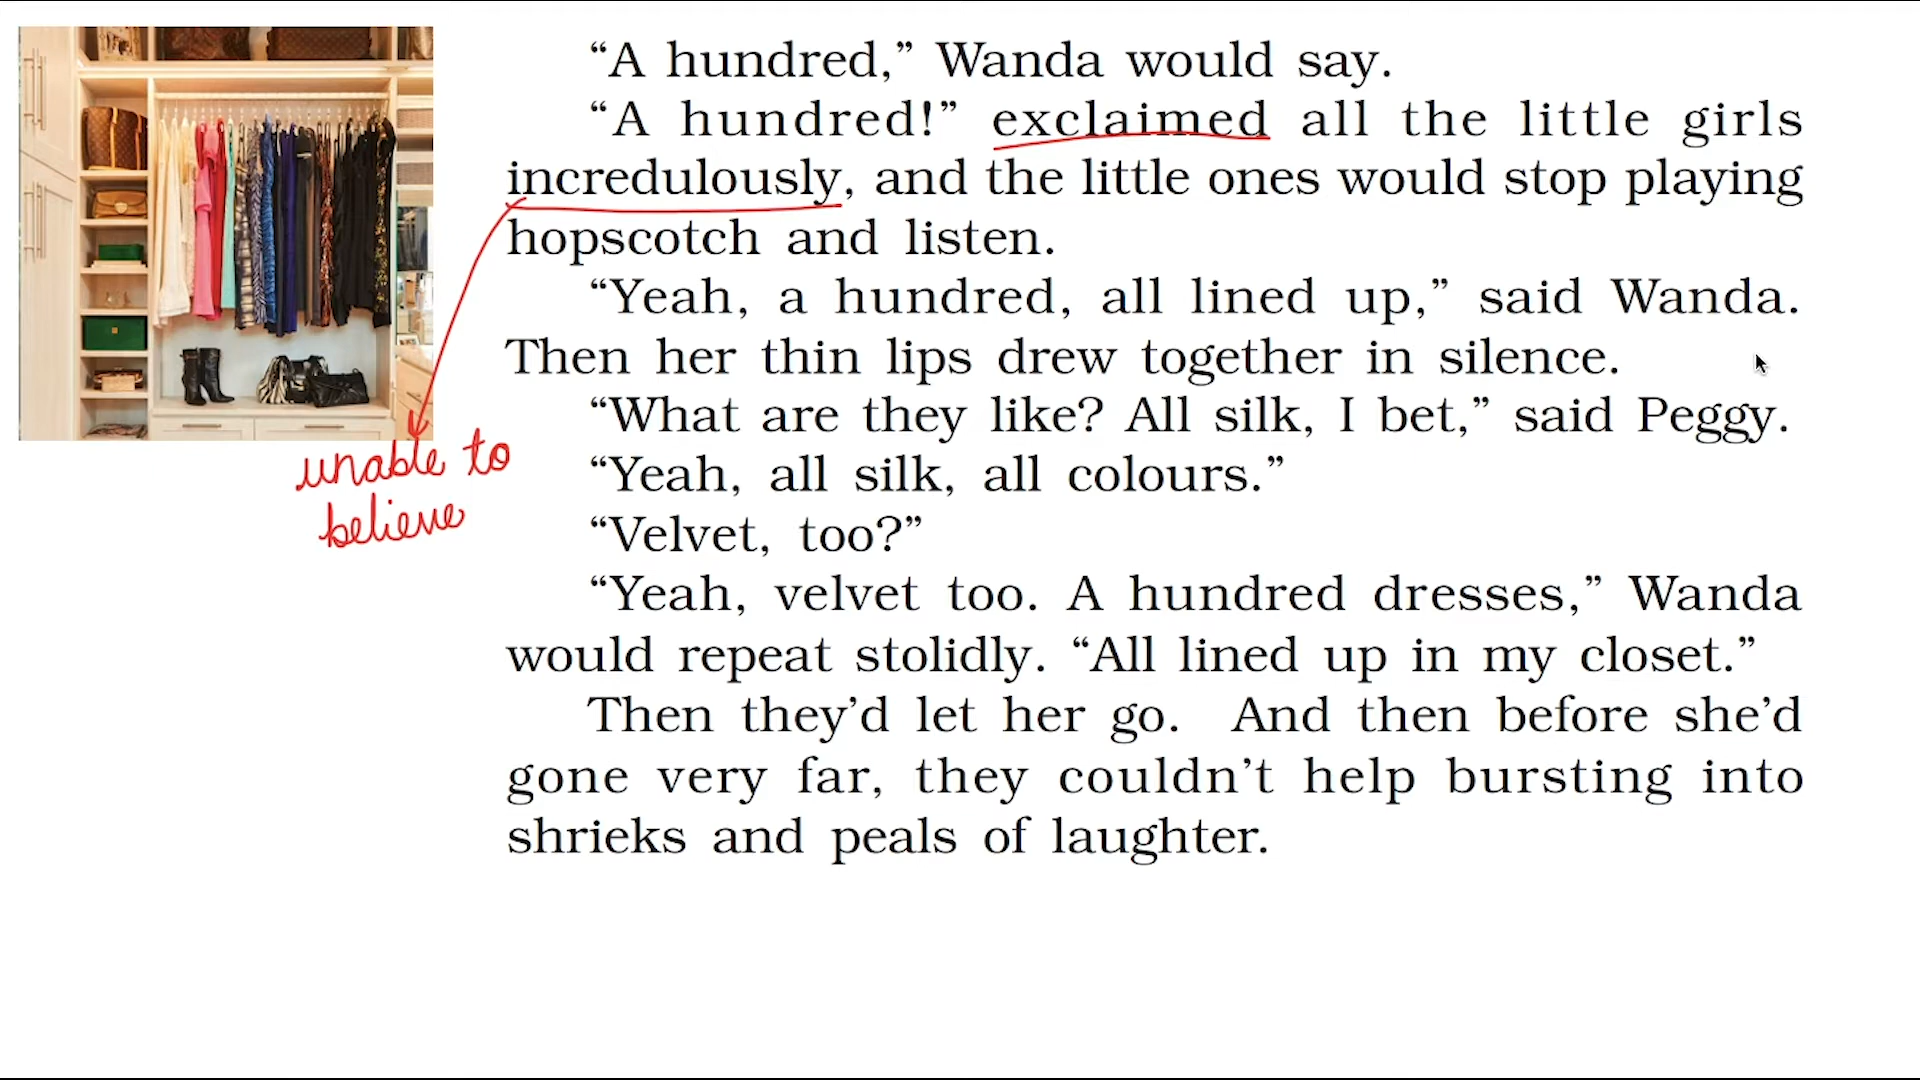 “A hundred,” Wanda would say.
“A hundred!” exclaimed all the little girls
incredulously, and the little ones would stop playing
hopscotch and listen.
“Yeah, a hundred, all lined up,” said Wanda.
Then her thin lips drew together in silence.
“What are they like? All silk, I bet,” said Peggy.
“Yeah, all silk, all colours.”
“Velvet, too?”
“Yeah, velvet too. A hundred dresses,” Wanda
would repeat stolidly. “All lined up in my closet.”
Then they’d let her go. And then before she’d
gone very far, they couldn’t help bursting into
shrieks and peals of laughter.
unable to
believe